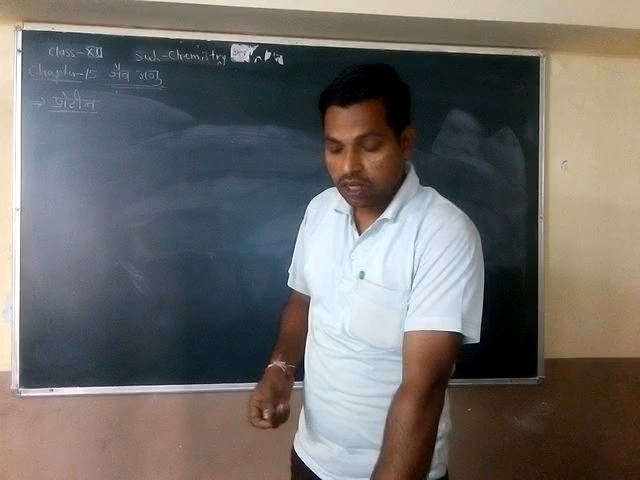 Class-XII Sub-Chemistry
Chapter-15 जैव अणु
→ प्रोटीन